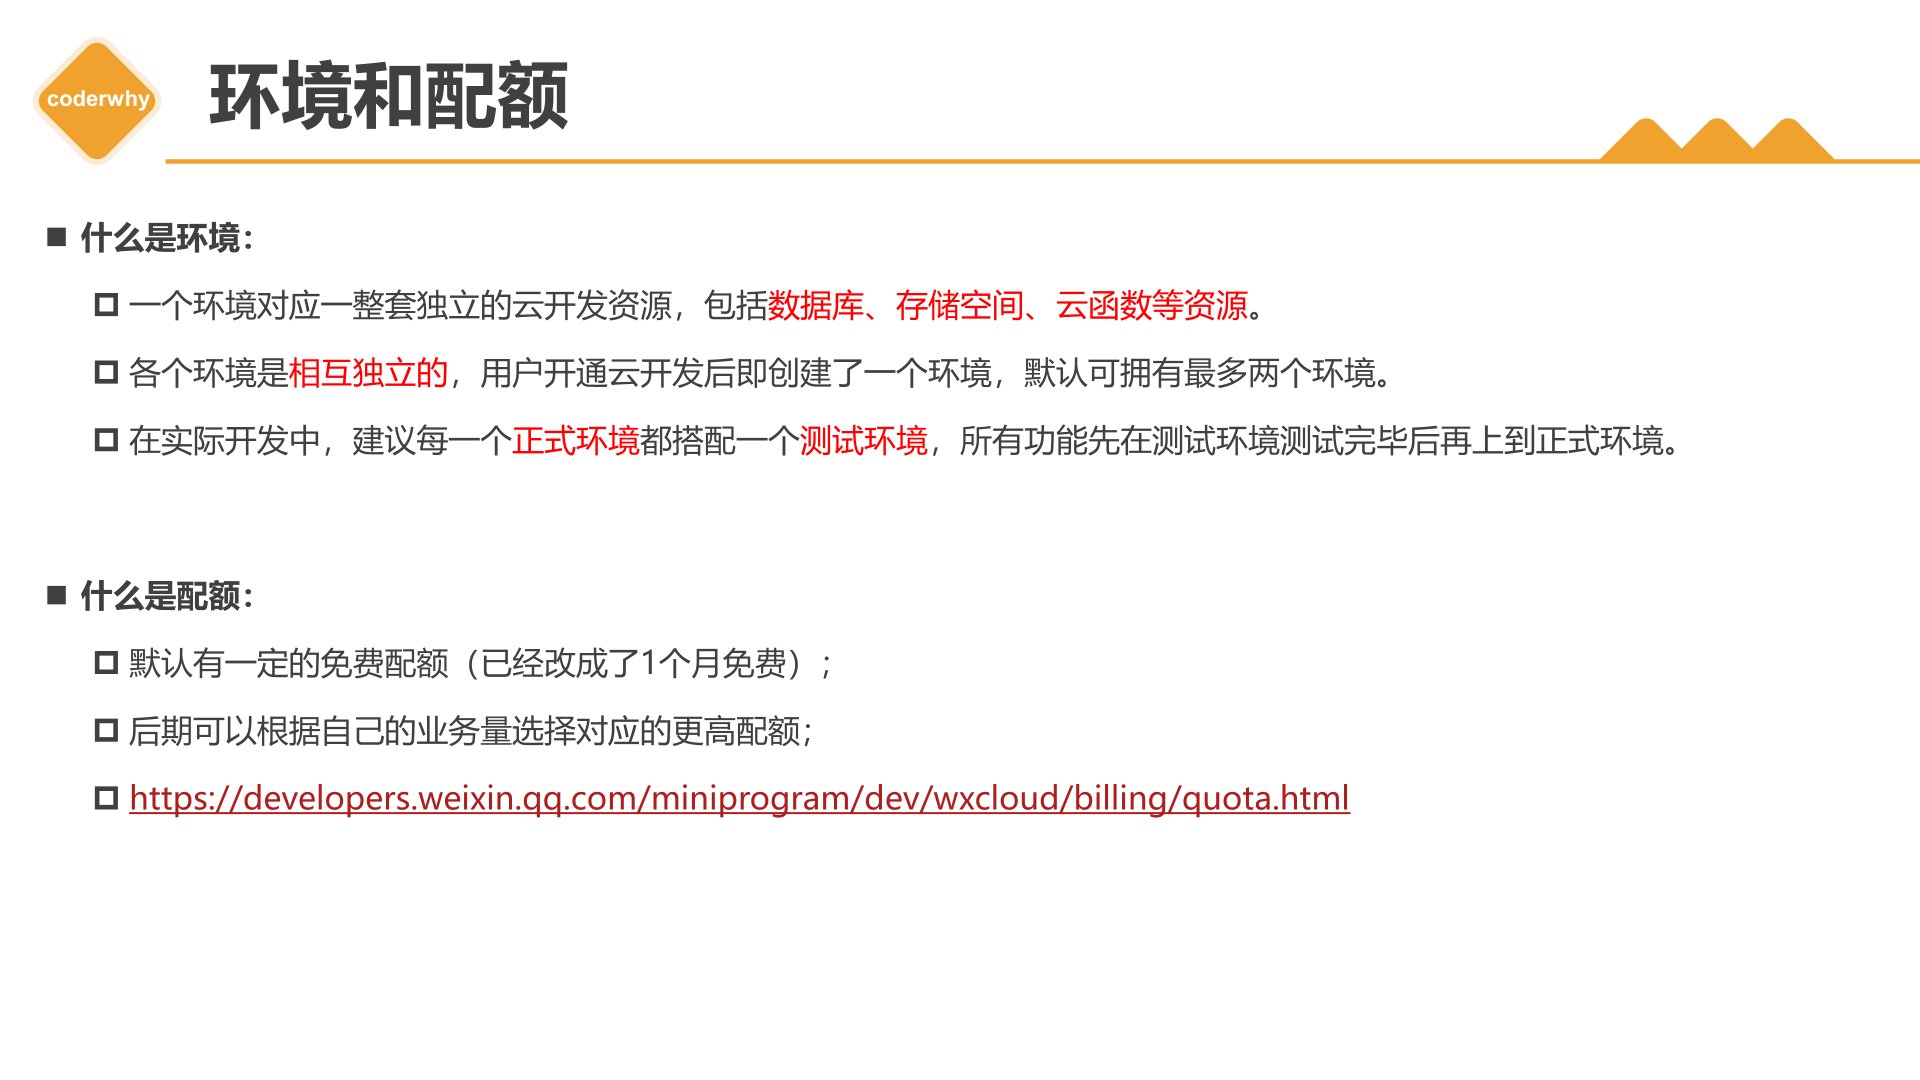 coderwhy
环境和配额
什么是环境：
一个环境对应一整套独立的云开发资源，包括数据库、存储空间、云函数等资源。
各个环境是相互独立的，用户开通云开发后即创建了一个环境，默认可拥有最多两个环境。
在实际开发中，建议每一个正式环境都搭配一个测试环境，所有功能先在测试环境测试完毕后再上到正式环境。
什么是配额：
默认有一定的免费配额（已经改成了1个月免费）；
后期可以根据自己的业务量选择对应的更高配额；
https://developers.weixin.qq.com/miniprogram/dev/wxcloud/billing/quota.html